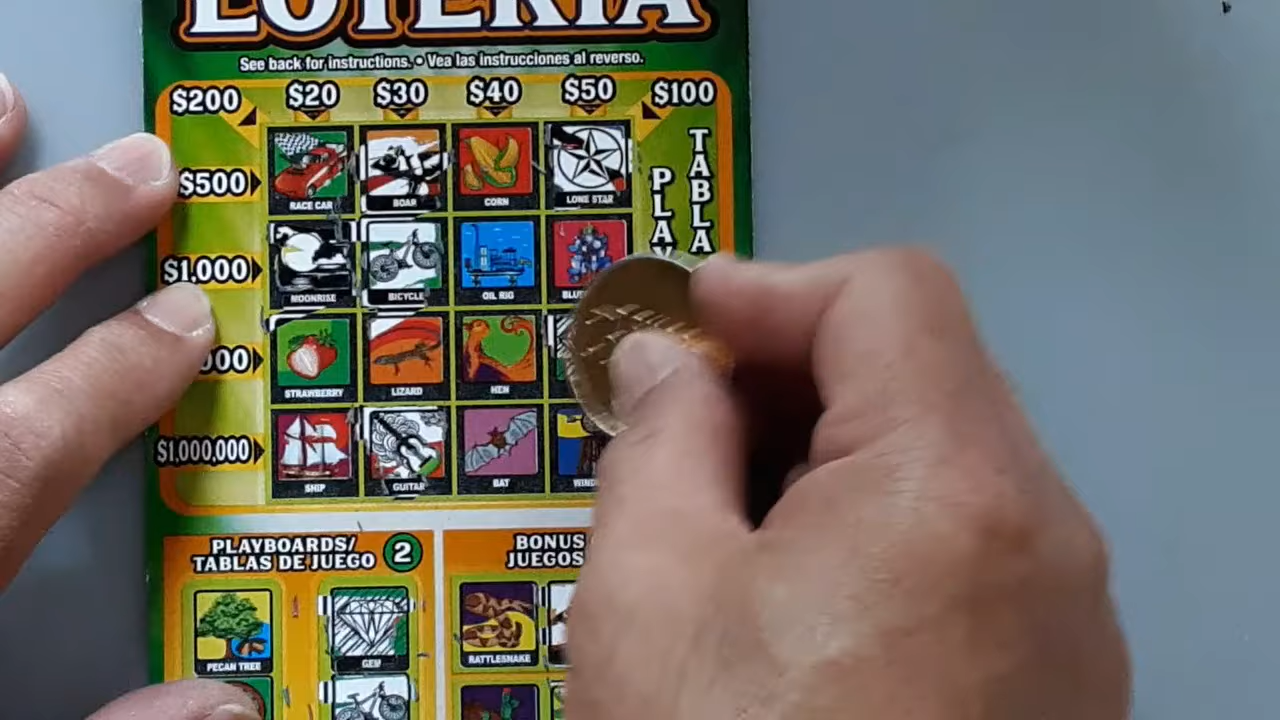 LOTERIA
See back for instructions. • Vea las instrucciones al reverso.
$200 $20 $30 $40 $50 $100
$500
RACE CAR BOAR CORN LONE STAR
TABLA
PLAY
$1,000
MOONRISE BICYCLE OIL RIG
STRAWBERRY LIZARD HEN
$1,000,000
SHIP GUITAR BAT
PLAYBOARDS/
TABLAS DE JUEGO 2
BONUS
JUEGOS
PECAN TREE GEM RATTLESNAKE